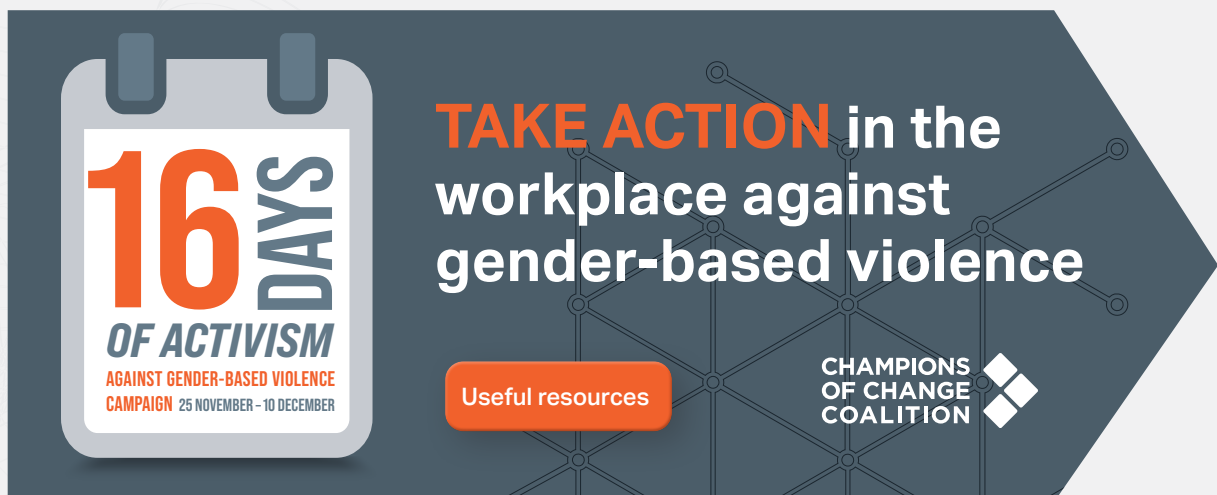 16
DAYS
OF ACTIVISM
AGAINST GENDER-BASED VIOLENCE
CAMPAIGN 25 NOVEMBER – 10 DECEMBER
TAKE ACTION in the
workplace against
gender-based violence
Useful resources
CHAMPIONS
OF CHANGE
COALITION